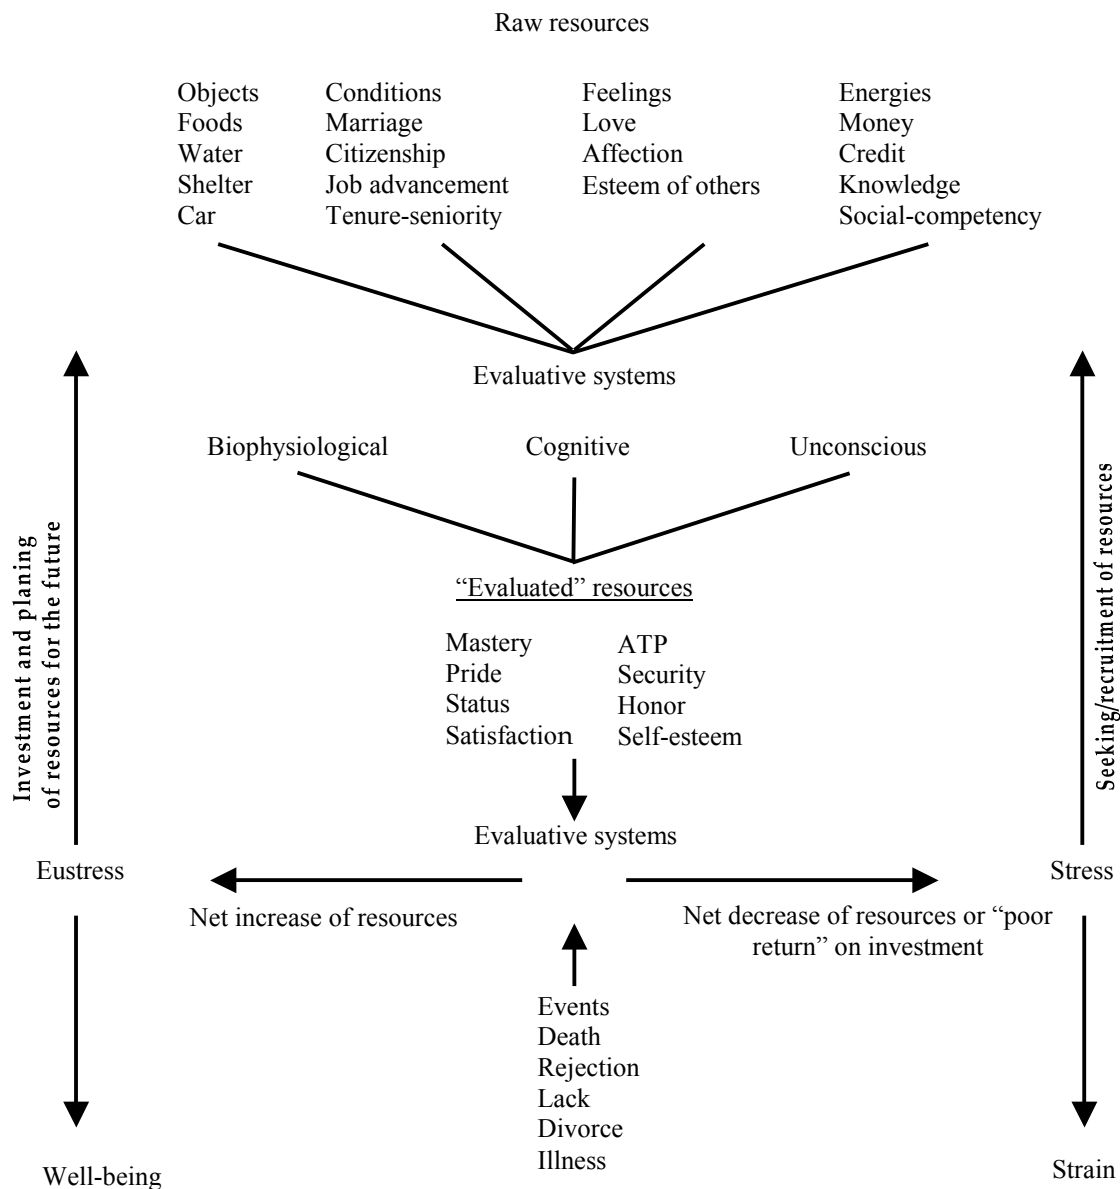 Raw resources
Objects
Foods
Water
Shelter
Car
Conditions
Marriage
Citizenship
Job advancement
Tenure-seniority
Feelings
Love
Affection
Esteem of others
Energies
Money
Credit
Knowledge
Social-competency
Evaluative systems
Biophysiological
Cognitive
Unconscious
“Evaluated” resources
Mastery
Pride
Status
Satisfaction
ATP
Security
Honor
Self-esteem
Evaluative systems
Investment and planing
of resources for the future
Seeking/recruitment of resources
Eustress
Stress
Net increase of resources
Net decrease of resources or “poor
return” on investment
Events
Death
Rejection
Lack
Divorce
Illness
Well-being
Strain